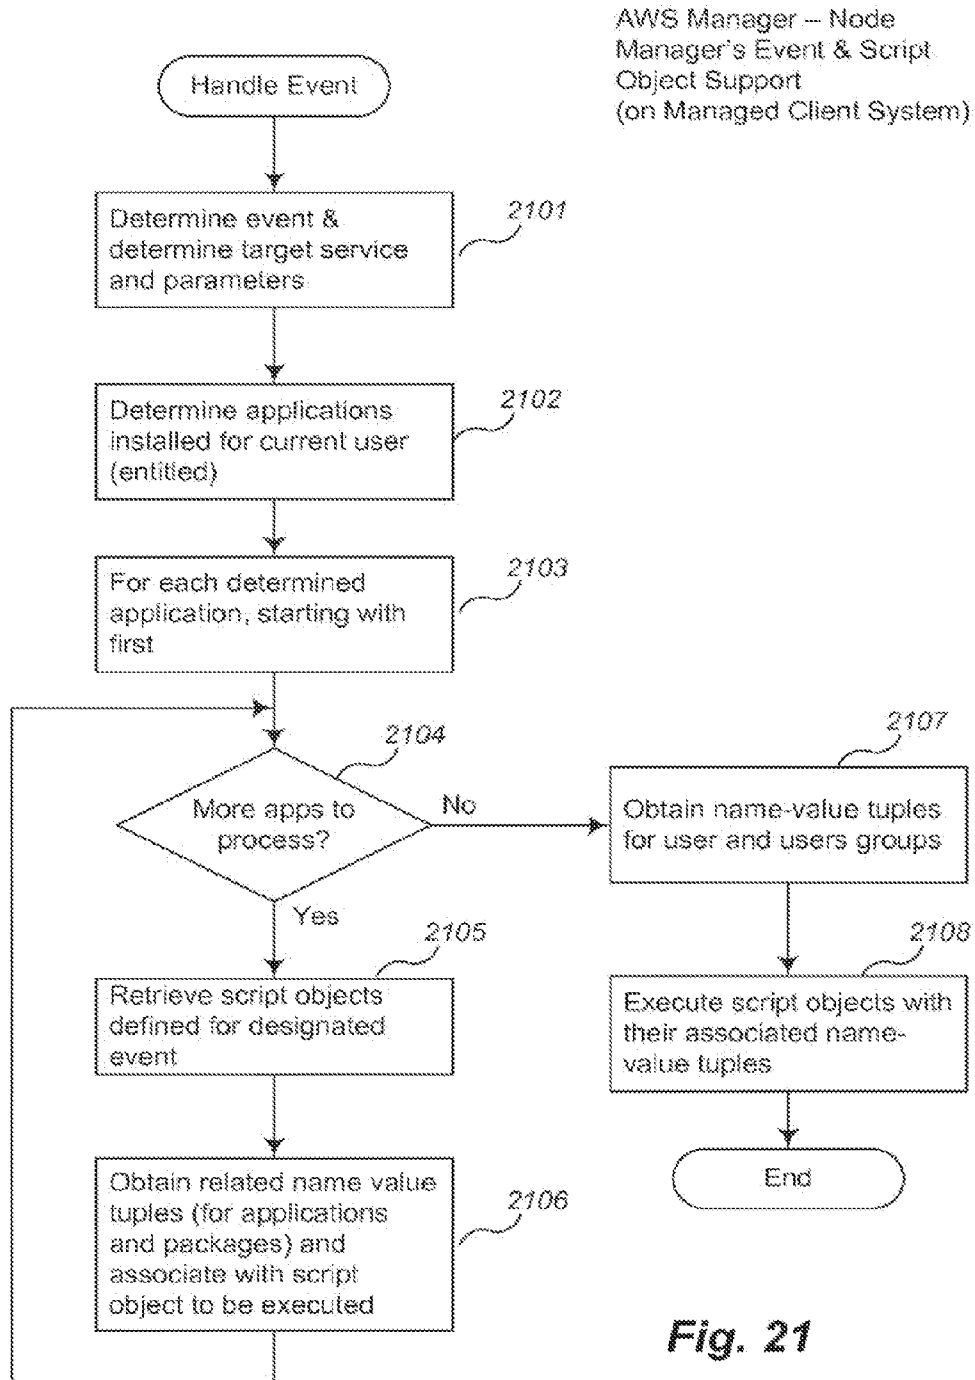 AWS Manager – Node
Manager's Event & Script
Object Support
(on Managed Client System)
Handle Event
2101
Determine event &
determine target service
and parameters
2102
Determine applications
installed for current user
(entitled)
2103
For each determined
application, starting with
first
2104
More apps to
process?
No
Yes
2107
Obtain name-value tuples
for user and users groups
2105
Retrieve script objects
defined for designated
event
2108
Execute script objects with
their associated name-
value tuples
End
2106
Obtain related name value
tuples (for applications
and packages) and
associate with script
object to be executed
Fig. 21